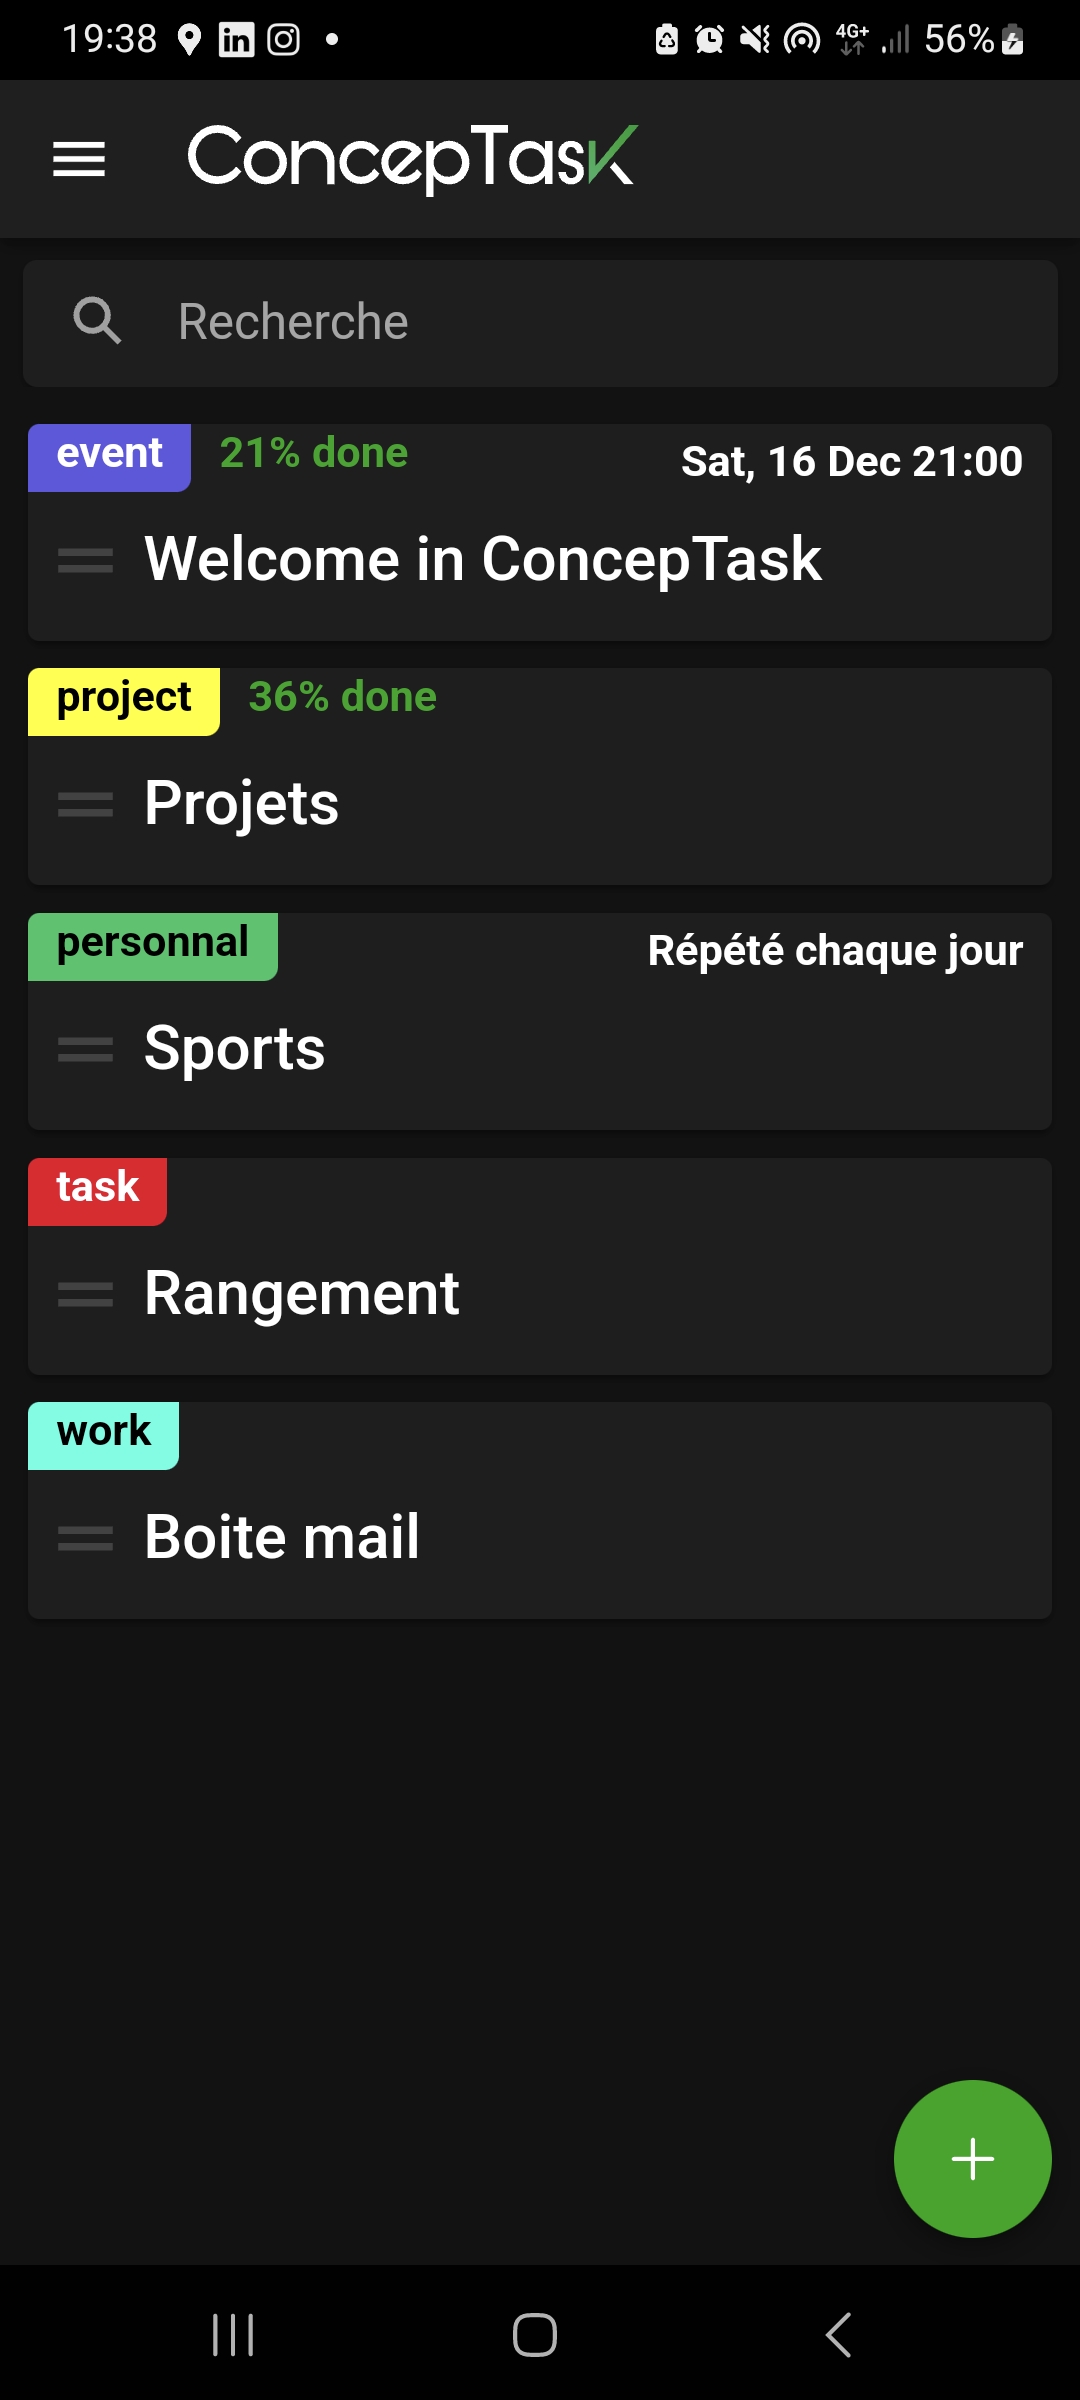 19:38
4G+
56%
ConcepTask
Recherche
event 21% done Sat, 16 Dec 21:00
Welcome in ConcepTask
project 36% done
Projets
personnal Répété chaque jour
Sports
task
Rangement
work
Boite mail